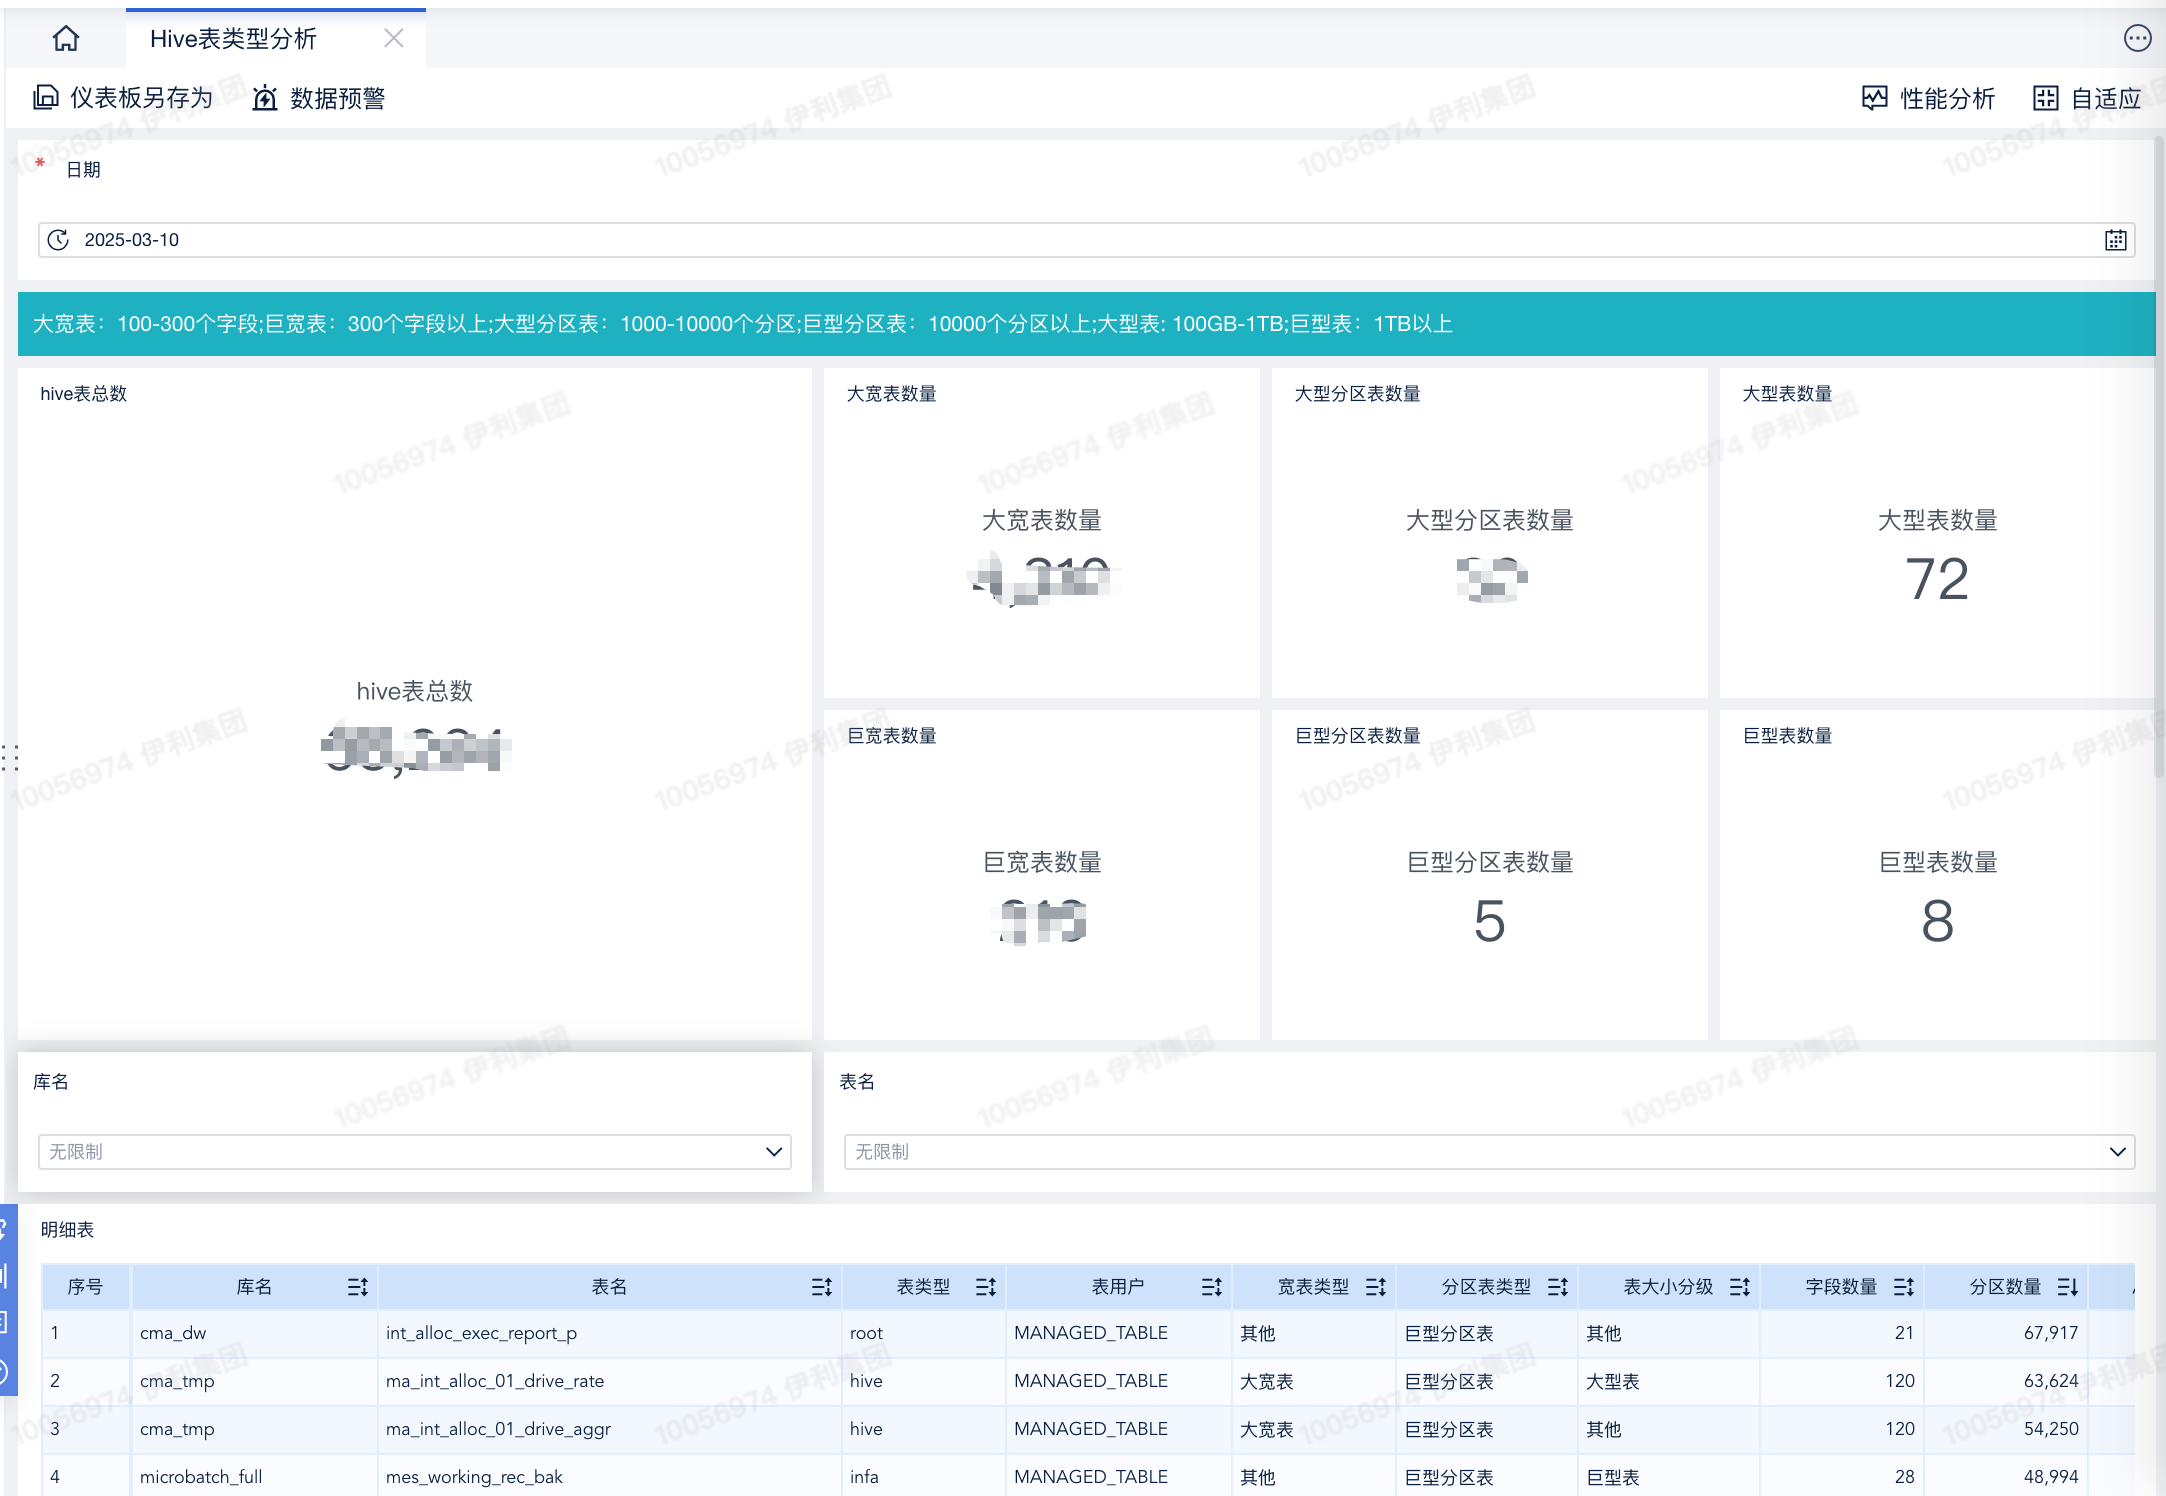 Hive表类型分析
仪表板另存为 数据预警 性能分析 自适应
* 日期
2025-03-10
大宽表：100-300个字段;巨宽表：300个字段以上;大型分区表：1000-10000个分区;巨型分区表：10000个分区以上;大型表: 100GB-1TB;巨型表：1TB以上
hive表总数 大宽表数量 大型分区表数量 大型表数量
大宽表数量 大型分区表数量 大型表数量
72
hive表总数
巨宽表数量 巨型分区表数量 巨型表数量
巨宽表数量 巨型分区表数量 巨型表数量
5 8
库名 表名
无限制 无限制
明细表
序号 库名 表名 表类型 表用户 宽表类型 分区表类型 表大小分级 字段数量 分区数量
1 cma_dw int_alloc_exec_report_p root MANAGED_TABLE 其他 巨型分区表 其他 21 67,917
2 cma_tmp ma_int_alloc_01_drive_rate hive MANAGED_TABLE 大宽表 巨型分区表 大型表 120 63,624
3 cma_tmp ma_int_alloc_01_drive_aggr hive MANAGED_TABLE 大宽表 巨型分区表 其他 120 54,250
4 microbatch_full mes_working_rec_bak infa MANAGED_TABLE 其他 巨型分区表 巨型表 28 48,994
10056974 伊利集团